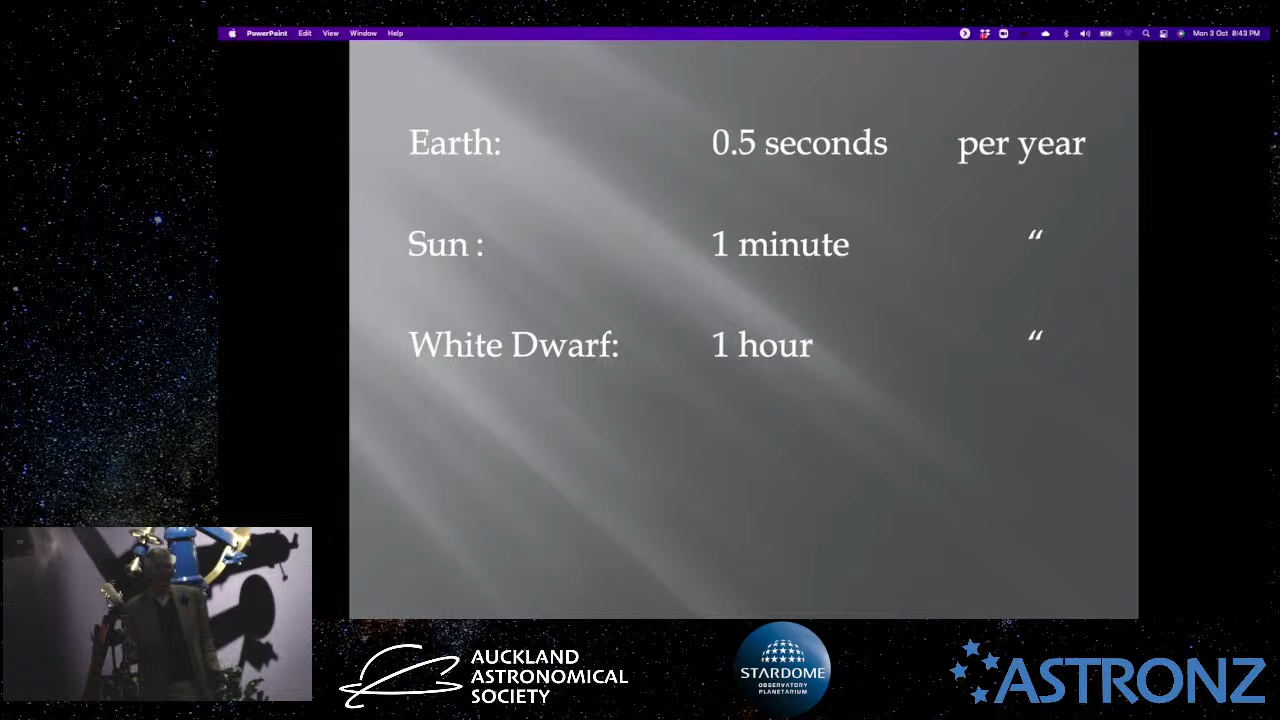 PowerPoint Edit View Window Help Mon 3 Oct 8:43 PM
Earth: 0.5 seconds per year
Sun : 1 minute “
White Dwarf: 1 hour “
AUCKLAND
ASTRONOMICAL
SOCIETY
STARDOME
OBSERVATORY
PLANETARIUM
ASTRONZ